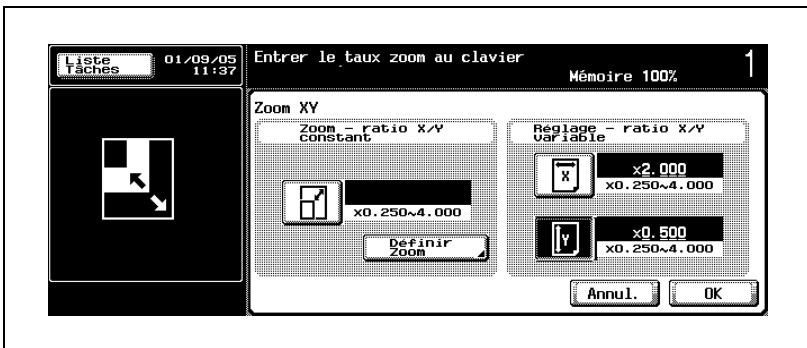 Liste
Tâches
01/09/05
11:37
Entrer le taux zoom au clavier
Mémoire 100%
1
Zoom XY
Zoom - ratio X/Y
constant
x0.250~4.000
Définir
Zoom
Réglage - ratio X/Y
variable
X
x2.000
x0.250~4.000
Y
x0.500
x0.250~4.000
Annul.
OK